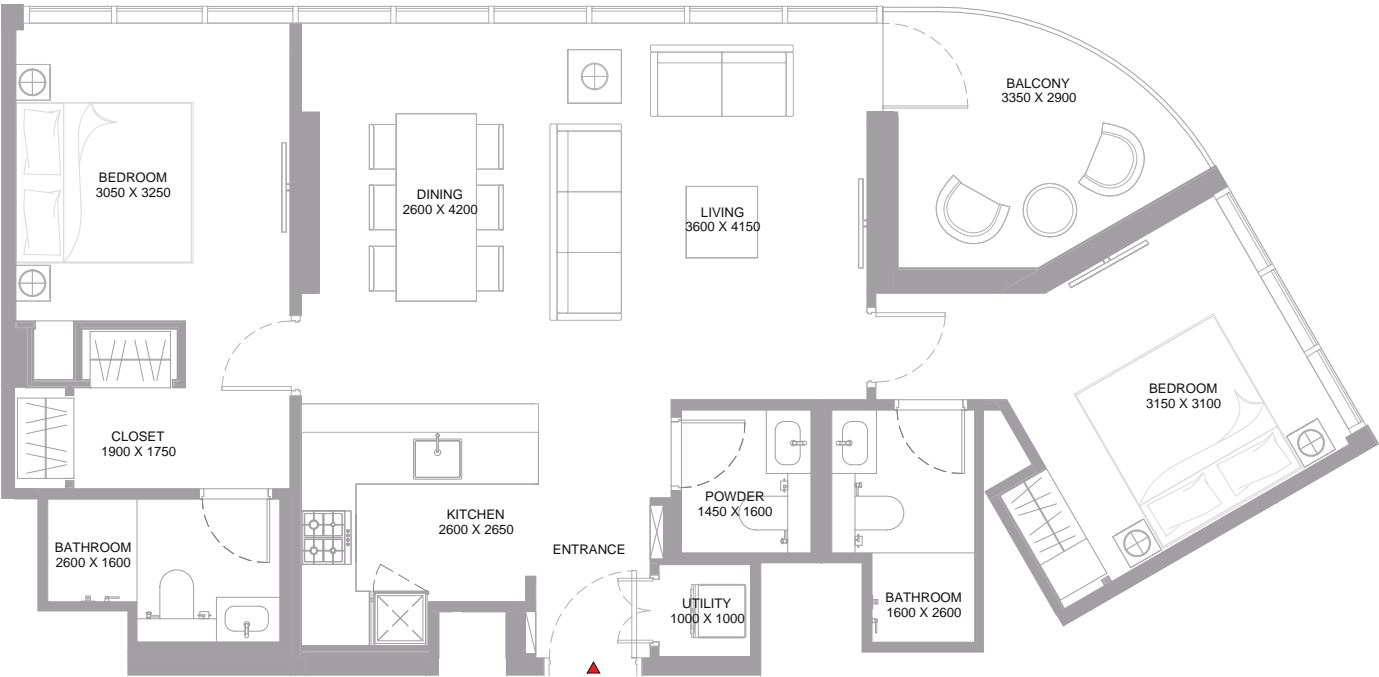 BALCONY
3350 X 2900
BEDROOM
3050 X 3250
DINING
2600 X 4200
LIVING
3600 X 4150
BEDROOM
3150 X 3100
CLOSET
1900 X 1750
KITCHEN
2600 X 2650
POWDER
1450 X 1600
BATHROOM
2600 X 1600
ENTRANCE
UTILITY
1000 X 1000
BATHROOM
1600 X 2600